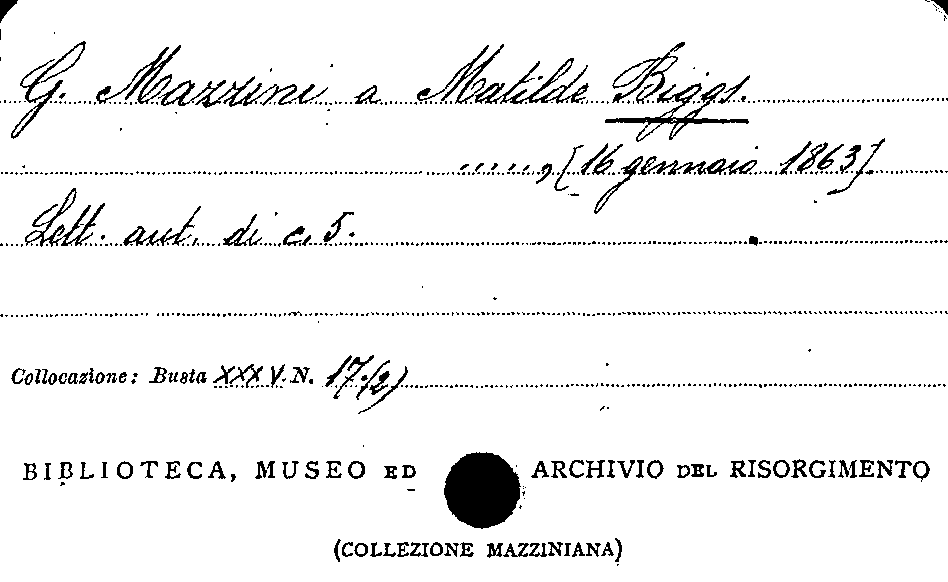 G. Mazzini a Matilde Biggs.
......, [16 gennaio 1863].
Lett. aut. di c. 5.
Collocazione: Busta XXXV. N. 17.(2)
BIBLIOTECA, MUSEO ED ARCHIVIO DEL RISORGIMENTO
(COLLEZIONE MAZZINIANA)